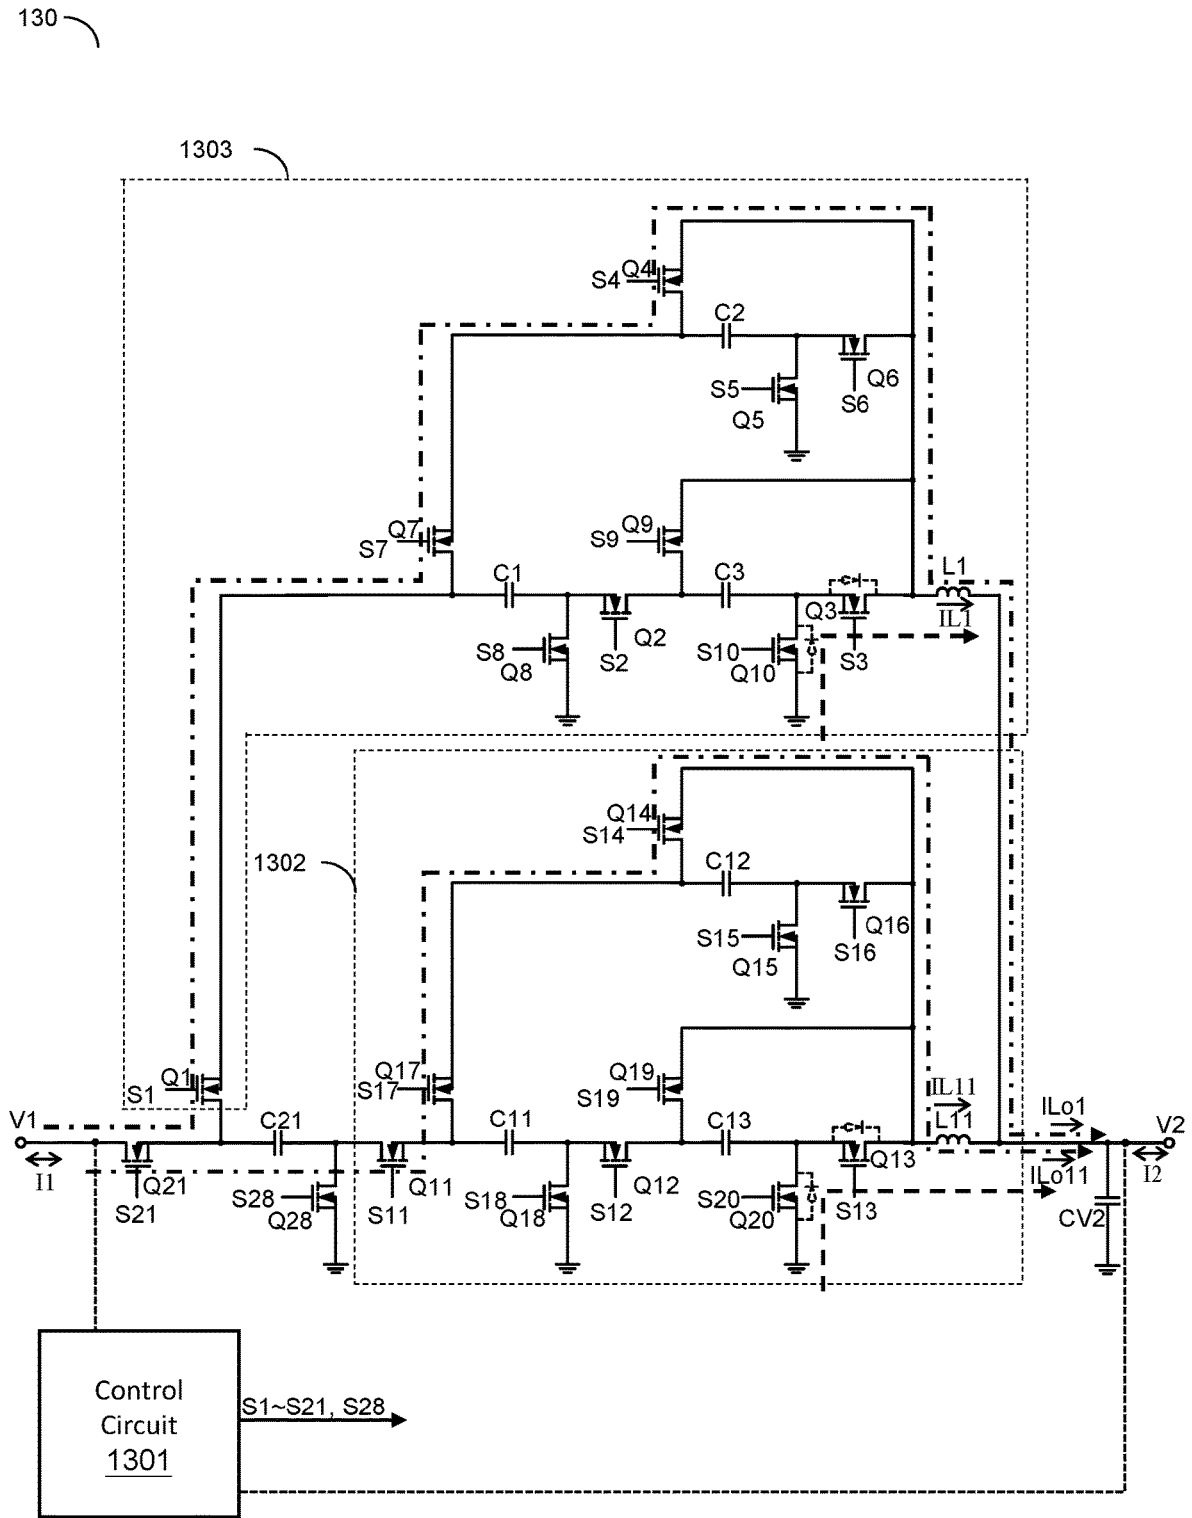 130
1303
S4 Q4
C2
S5
Q5
Q6
S6
S7 Q7
S9 Q9
C1
C3
L1
IL1
Q3
S8
Q8
S2
Q2
S10
Q10
S3
1302
Q14
S14
C12
S15
Q15
Q16
S16
S1 Q1
Q17
S17
Q19
S19
IL11
L11
ILo1
V1
I1
C21
C11
C13
V2
I2
Q21
S21
S28
Q28
Q11
S11
S18
Q18
Q12
S12
S20
Q20
Q13
S13
ILo11
CV2
Control
Circuit
1301
S1~S21, S28